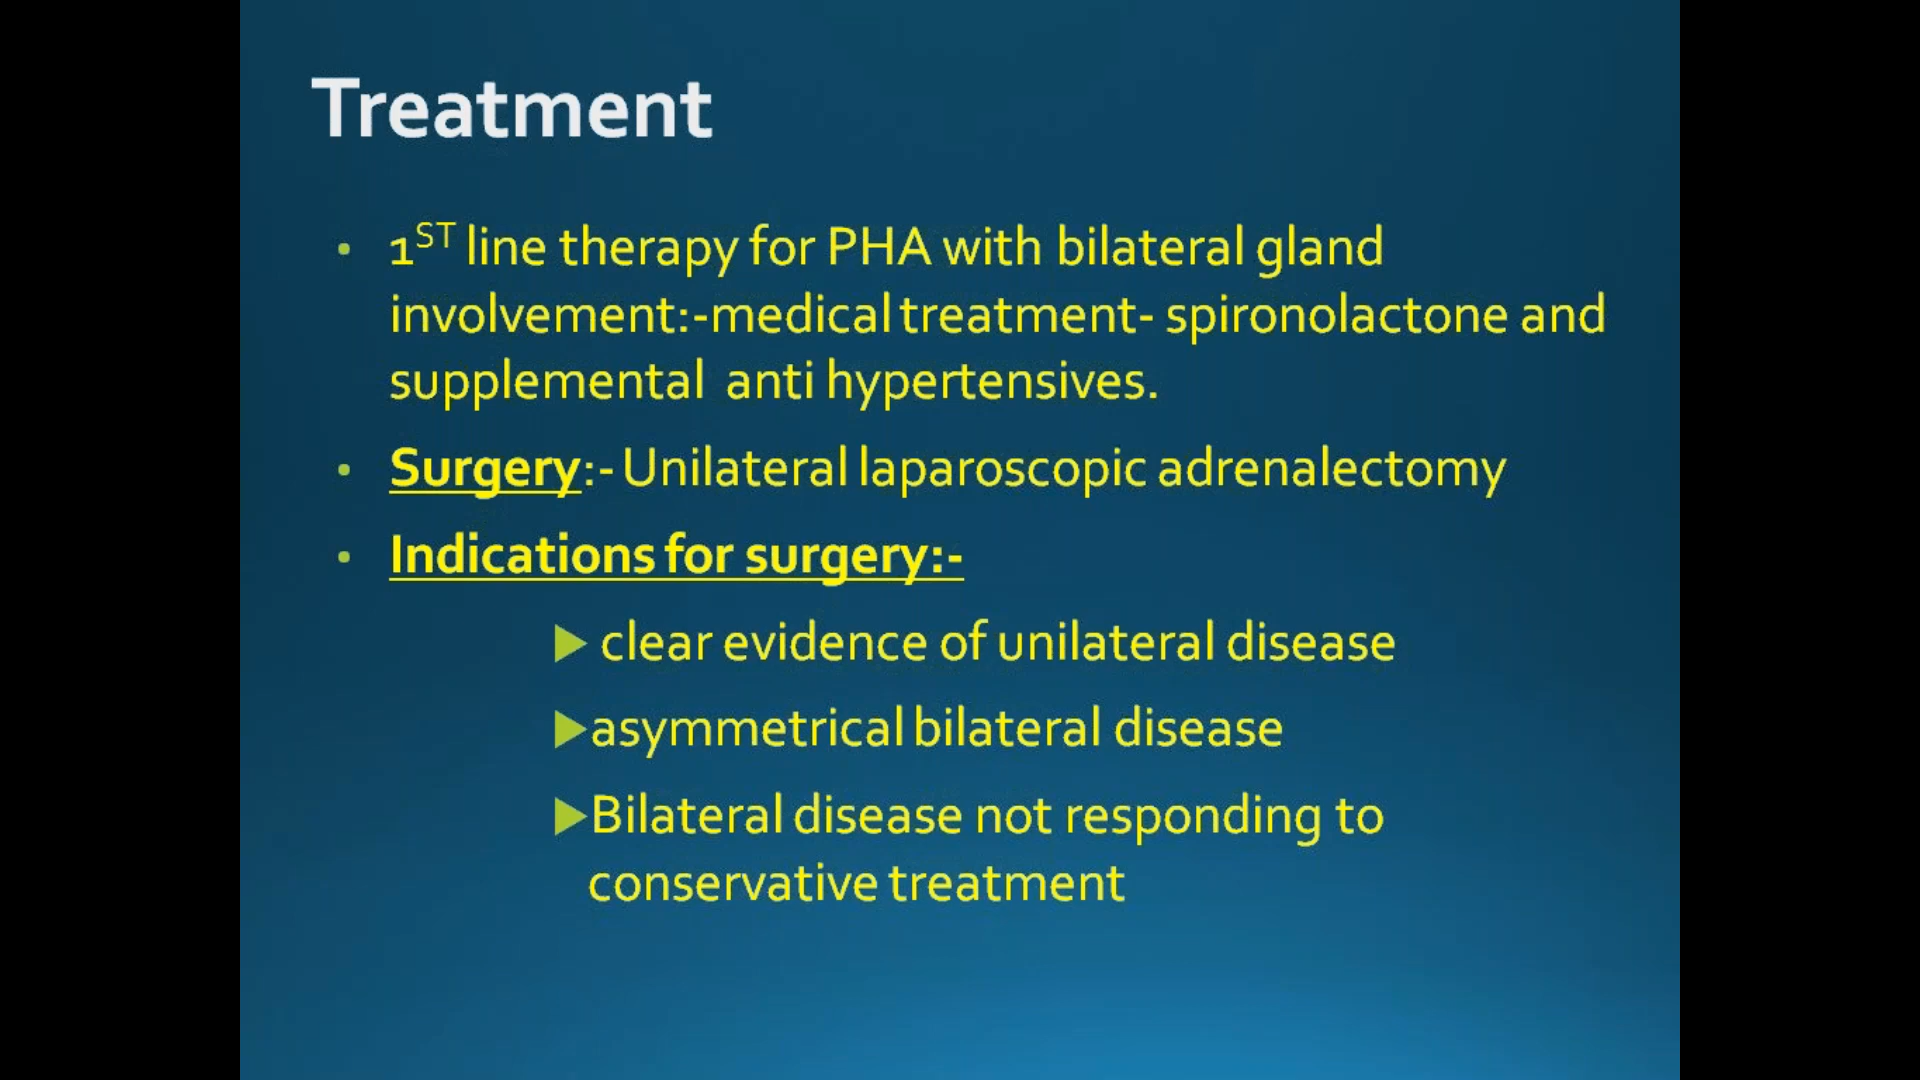 Treatment
• 1ST line therapy for PHA with bilateral gland
involvement:-medical treatment- spironolactone and
supplemental anti hypertensives.
• Surgery:- Unilateral laparoscopic adrenalectomy
• Indications for surgery:-
▶ clear evidence of unilateral disease
▶asymmetrical bilateral disease
▶Bilateral disease not responding to
conservative treatment